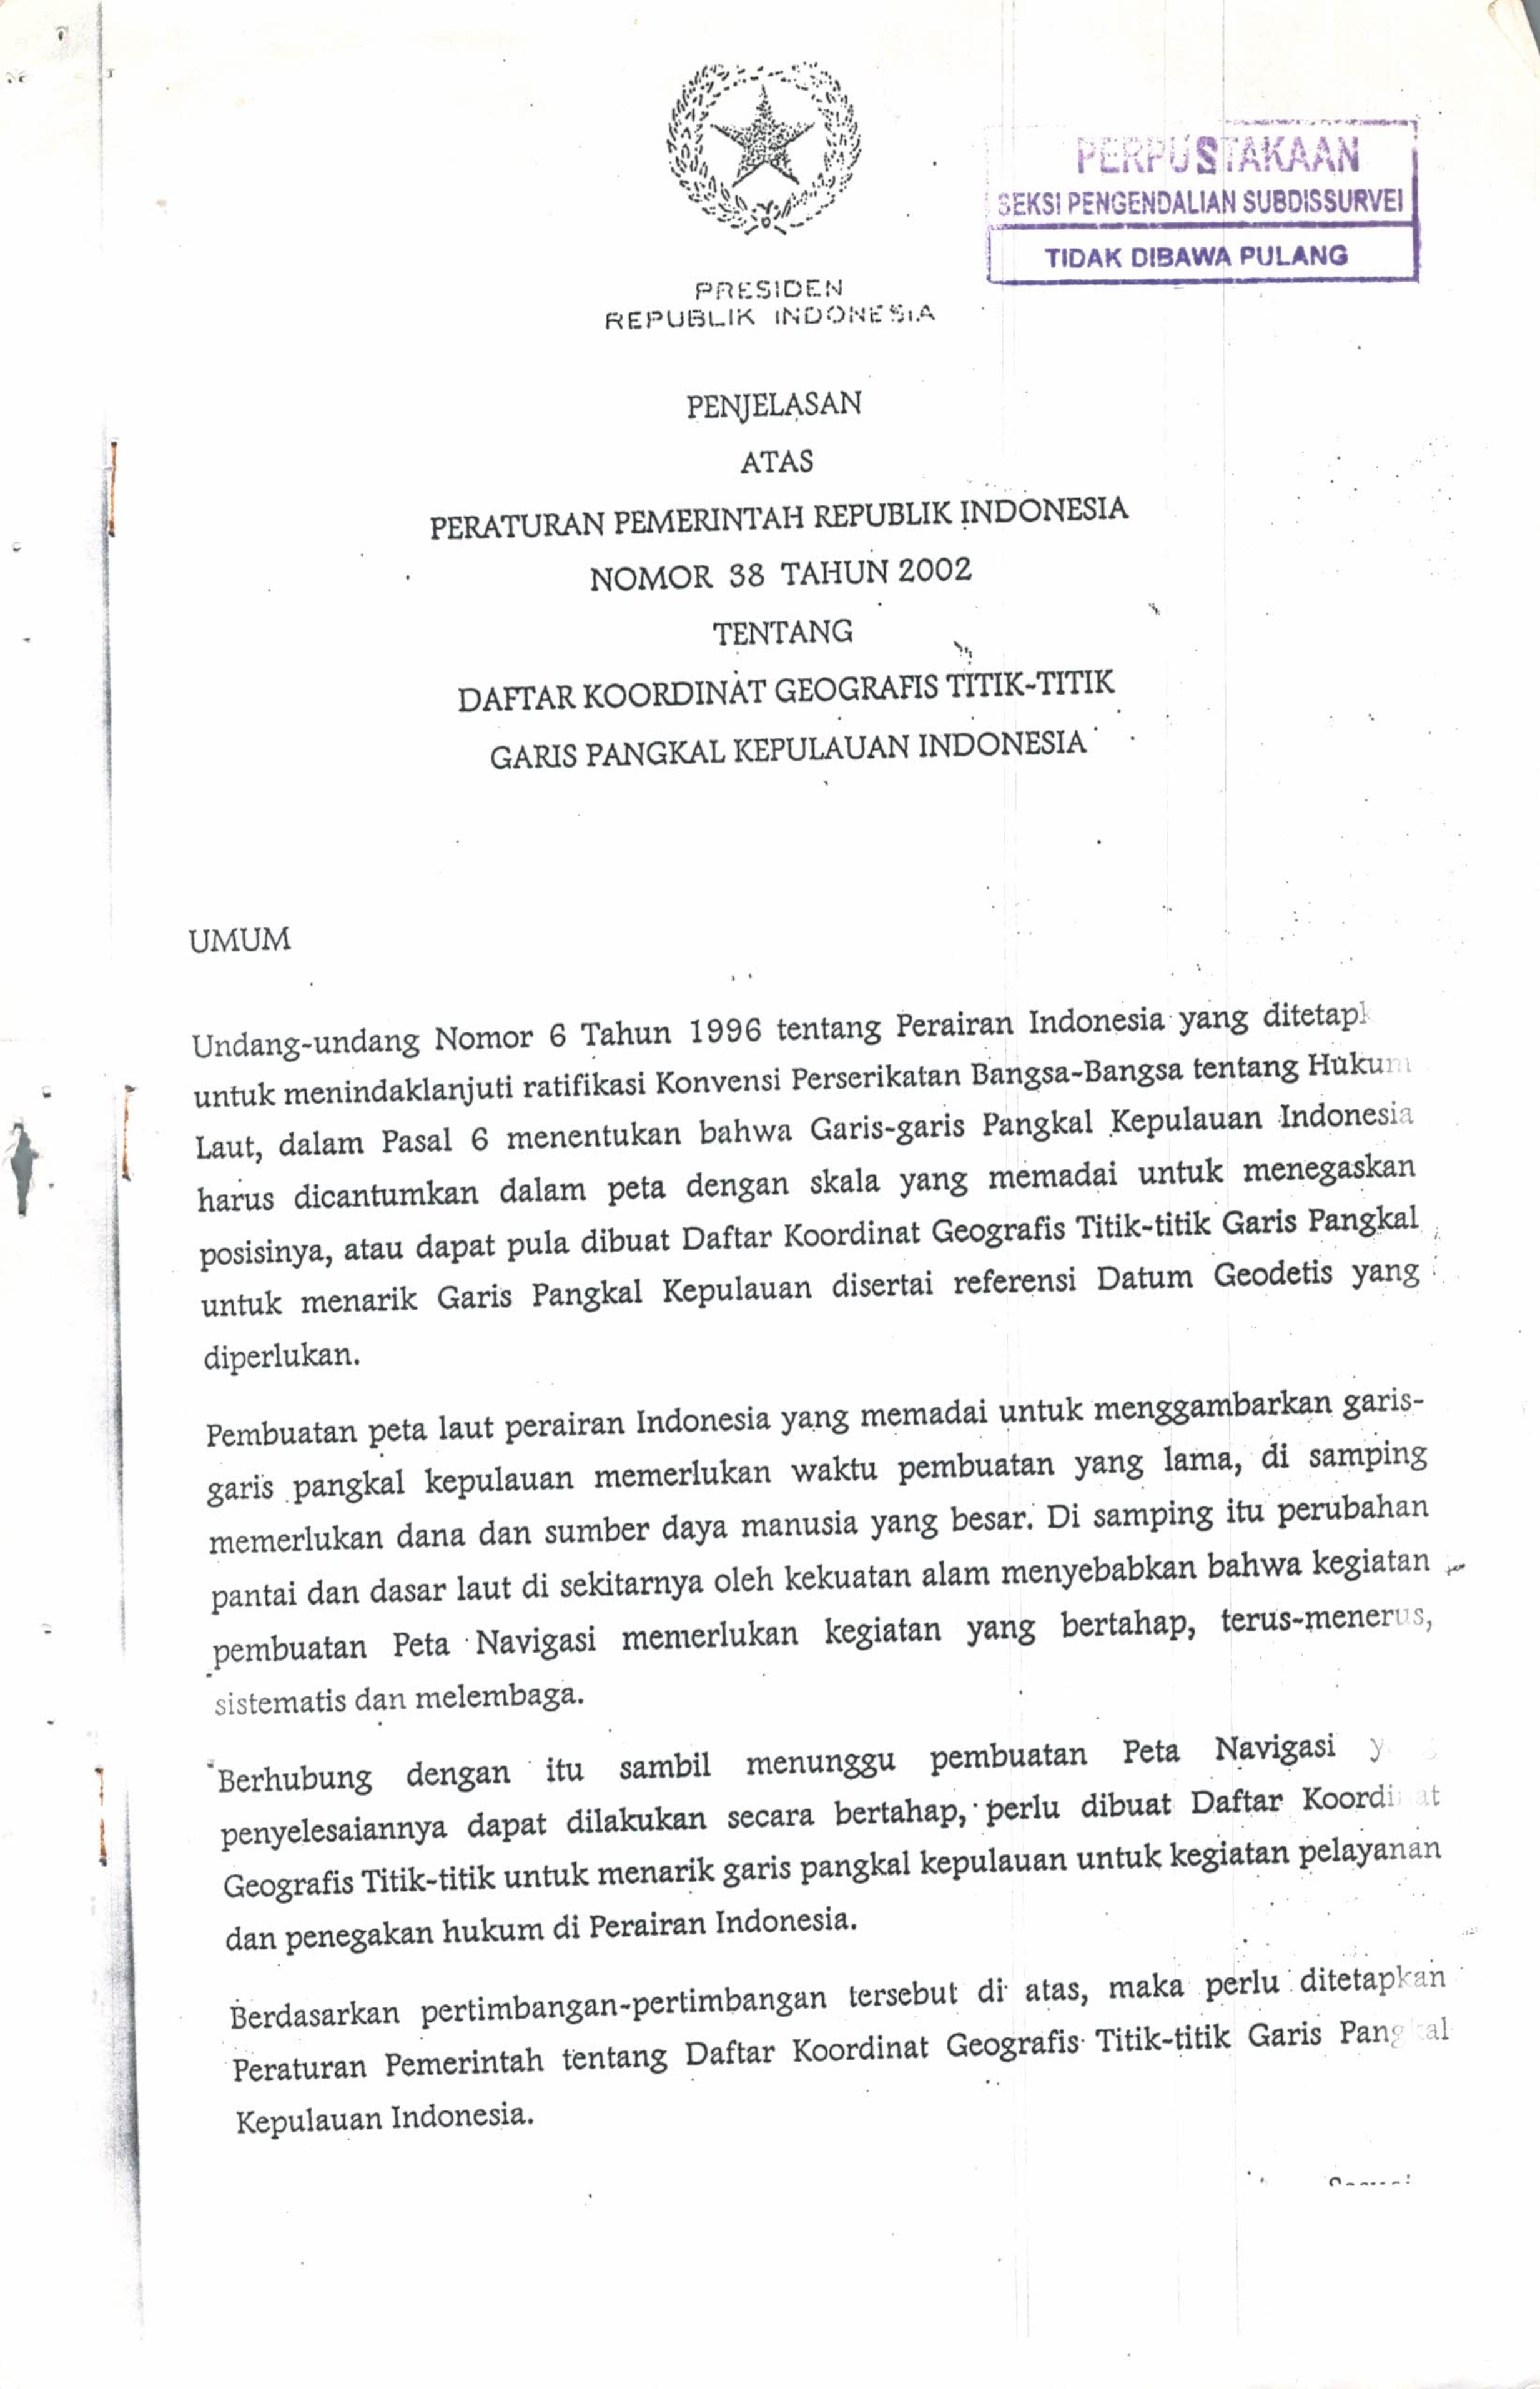 PERPUSTAKAAN
SEKSI PENGENDALIAN SUBDISSURVEI
TIDAK DIBAWA PULANG
PRESIDEN
REPUBLIK INDONESIA
PENJELASAN
ATAS
PERATURAN PEMERINTAH REPUBLIK INDONESIA
NOMOR 38 TAHUN 2002
TENTANG
DAFTAR KOORDINAT GEOGRAFIS TITIK-TITIK
GARIS PANGKAL KEPULAUAN INDONESIA
UMUM
Undang-undang Nomor 6 Tahun 1996 tentang Perairan Indonesia yang
untuk menindaklanjuti ratifikasi Konvensi Perserikatan Bangsa-Bangsa tentang Hukum
Laut, dalam Pasal 6 menentukan bahwa Garis-garis Pangkal Kepulauan Indonesia
harus dicantumkan dalam peta dengan skala yang memadai untuk menegaskan
posisinya, atau dapat pula dibuat Daftar Koordinat Geografis Titik-titik Garis Pangkal
untuk menarik Garis Pangkal Kepulauan disertai referensi Datum Geodetis yang
diperlukan.
Pembuatan peta laut perairan Indonesia yang memadai untuk menggambarkan garis-
garis pangkal kepulauan memerlukan waktu pembuatan yang lama, di samping
memerlukan dana dan sumber daya manusia yang besar. Di samping itu perubahan
pantai dan dasar laut di sekitarnya oleh kekuatan alam menyebabkan bahwa kegiatan
pembuatan Peta Navigasi memerlukan kegiatan yang bertahap, terus-menerus,
sistematis dan melembaga.
Berhubung dengan itu sambil menunggu pembuatan Peta Navigasi
penyelesaiannya dapat dilakukan secara bertahap, perlu dibuat Daftar Koordinat
Geografis Titik-titik untuk menarik garis pangkal kepulauan untuk kegiatan pelayanan
dan penegakan hukum di Perairan Indonesia.
Berdasarkan pertimbangan-pertimbangan tersebut di atas, maka perlu ditetapkan
Peraturan Pemerintah tentang Daftar Koordinat Geografis Titik-titik Garis Pangkal
Kepulauan Indonesia.